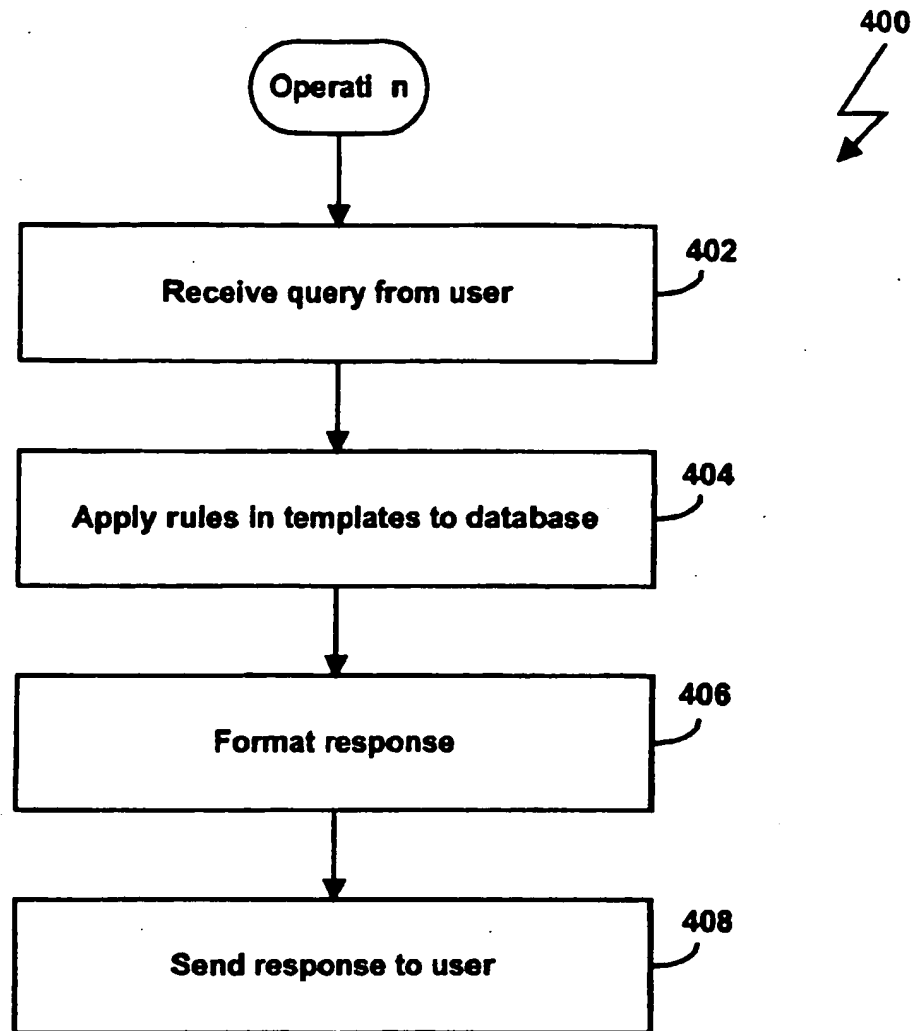 400
Operati n
402
Receive query from user
404
Apply rules in templates to database
406
Format response
408
Send response to user